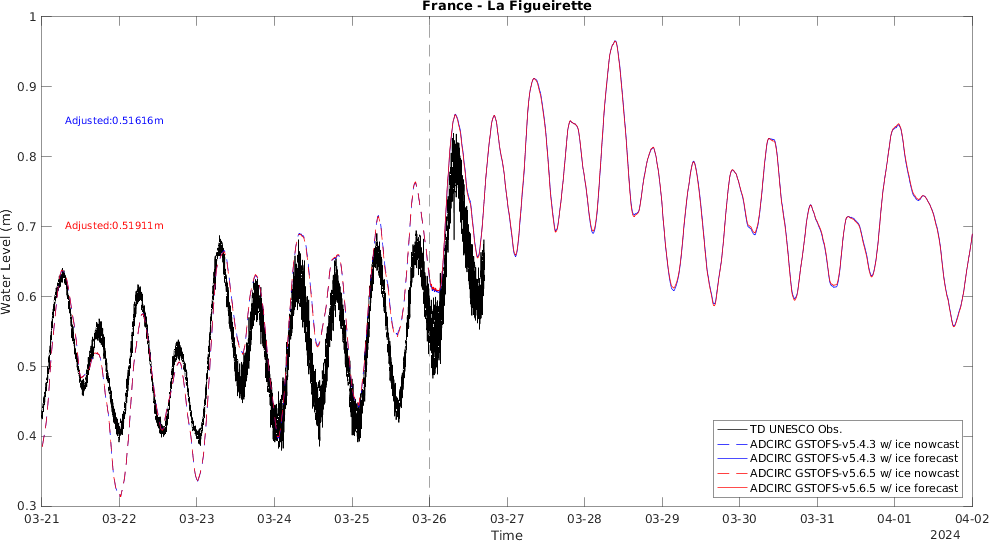 France - La Figueirette
1
0.9
0.8
0.7
0.6
0.5
0.4
0.3
Water Level (m)
Adjusted:0.51616m
Adjusted:0.51911m
TD UNESCO Obs.
ADCIRC GSTOFS-v5.4.3 w/ ice nowcast
ADCIRC GSTOFS-v5.4.3 w/ ice forecast
ADCIRC GSTOFS-v5.6.5 w/ ice nowcast
ADCIRC GSTOFS-v5.6.5 w/ ice forecast
03-21 03-22 03-23 03-24 03-25 03-26 03-27 03-28 03-29 03-30 03-31 04-01 04-02
Time
2024